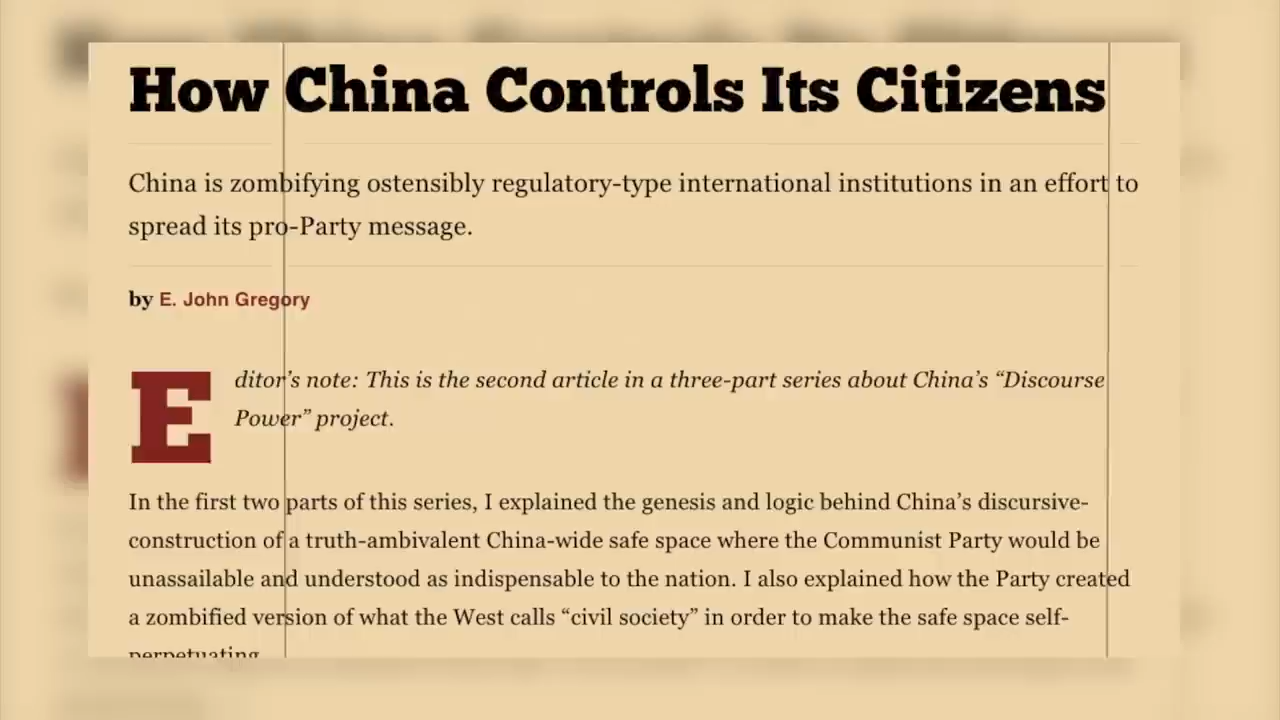 How China Controls Its Citizens
China is zombifying ostensibly regulatory-type international institutions in an effort to
spread its pro-Party message.
by E. John Gregory
Editor’s note: This is the second article in a three-part series about China’s “Discourse
Power” project.
In the first two parts of this series, I explained the genesis and logic behind China’s discursive-
construction of a truth-ambivalent China-wide safe space where the Communist Party would be
unassailable and understood as indispensable to the nation. I also explained how the Party created
a zombified version of what the West calls “civil society” in order to make the safe space self-
perpetuating.